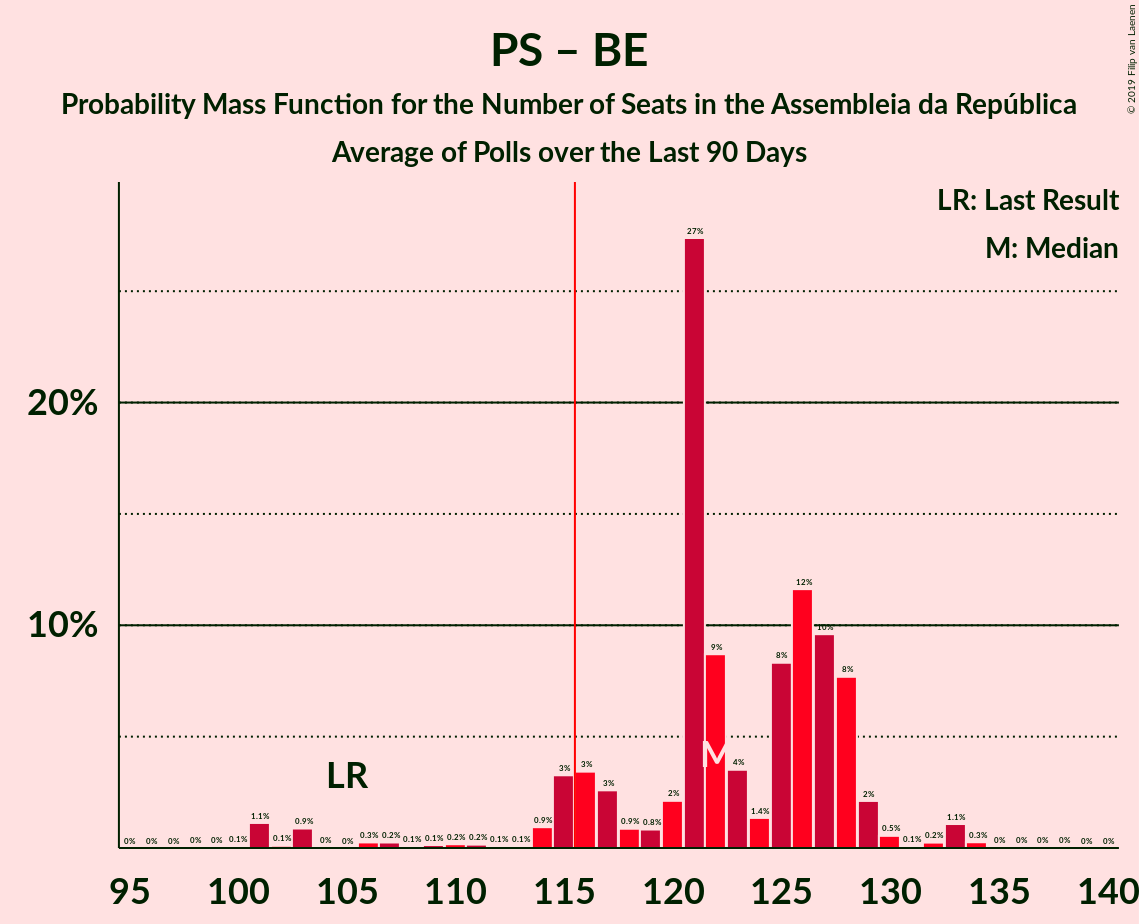 PS – BE
Probability Mass Function for the Number of Seats in the Assembleia da República
Average of Polls over the Last 90 Days
© 2019 Filip van Laenen
LR: Last Result
M: Median
20%
10%
0% 0% 0% 0% 0% 0.1% 1.1% 0.1% 0.9% 0% 0% 0.3% 0.2% 0.1% 0.1% 0.2% 0.2% 0.1% 0.1% 0.9% 3% 3% 3% 0.9% 0.8% 2% 27% 9% 4% 1.4% 8% 12% 10% 8% 2% 0.5% 0.1% 0.2% 1.1% 0.3% 0% 0% 0% 0% 0% 0%
LR
M
95 100 105 110 115 120 125 130 135 140